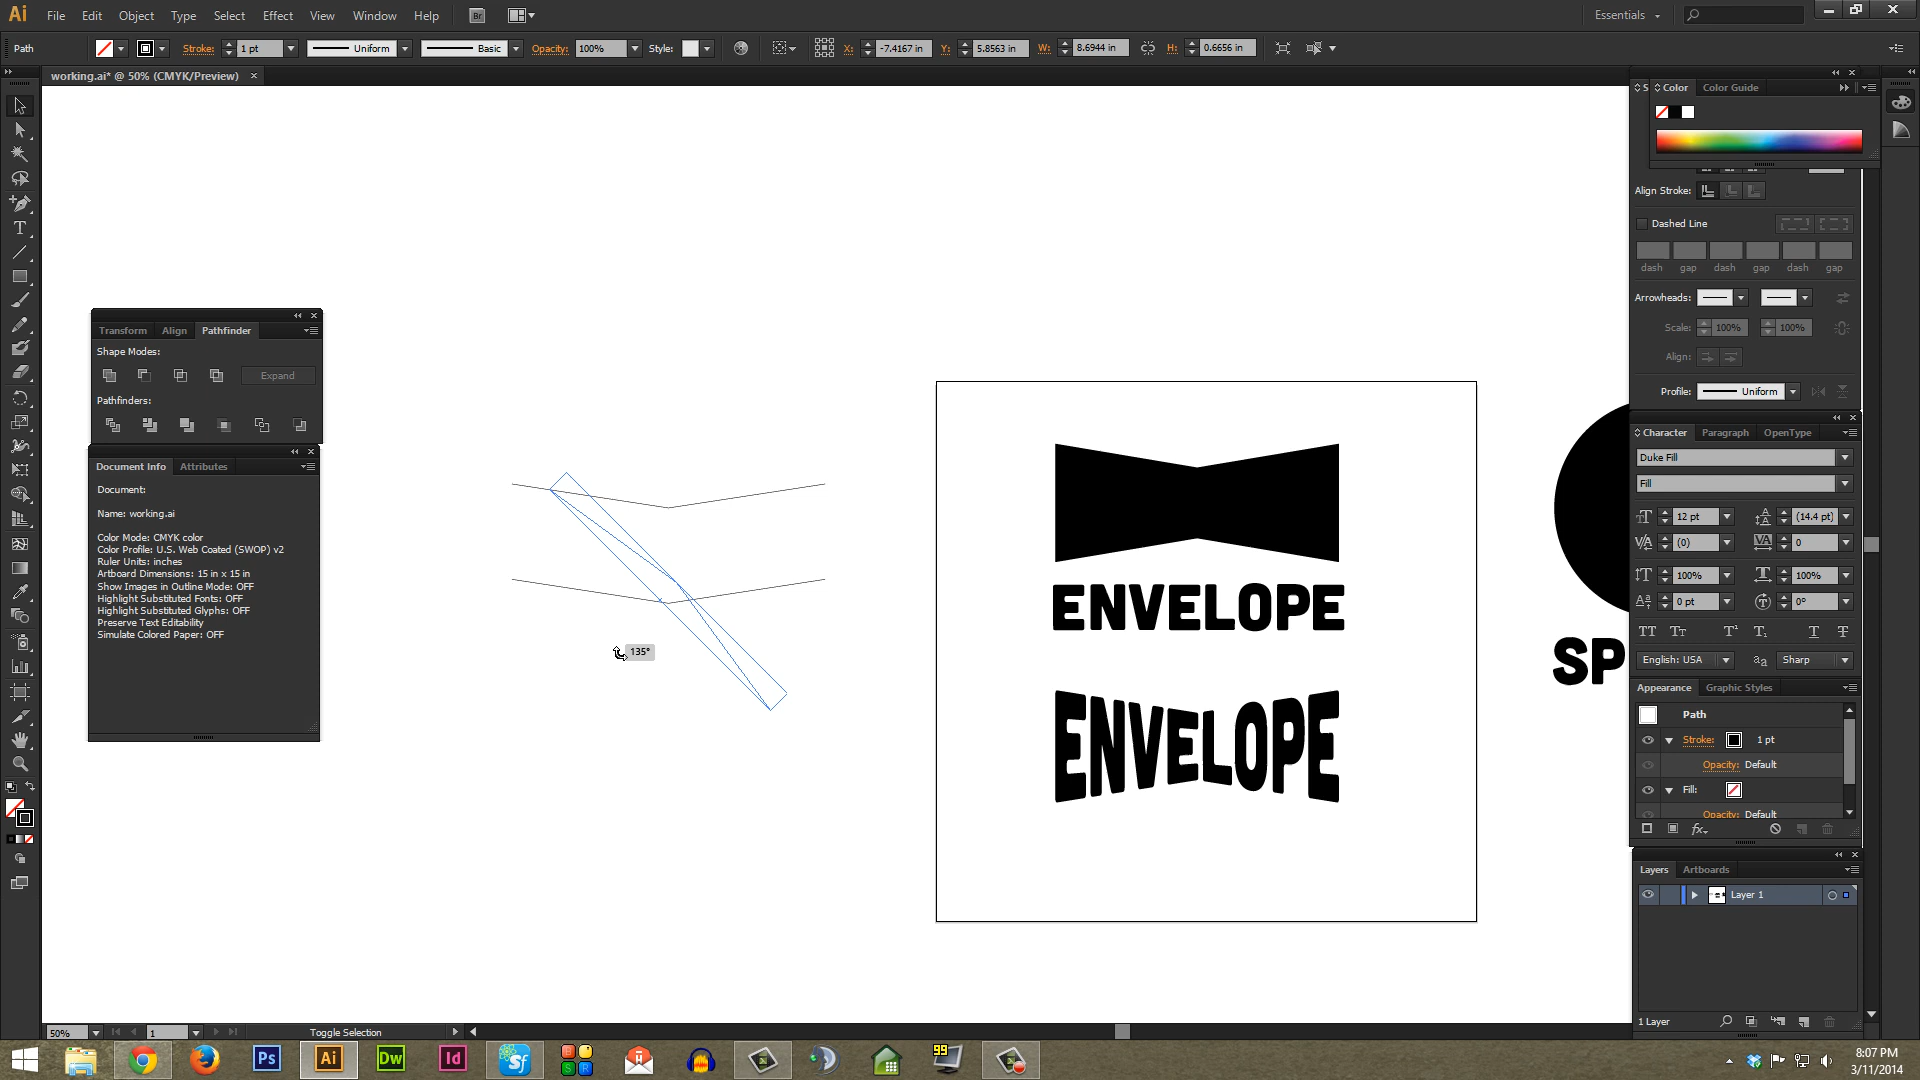 Ai File Edit Object Type Select Effect View Window Help Br Essentials
Path Stroke: 1 pt Uniform Basic Opacity: 100% Style: X: -7.4167 in Y: 5.8563 in W: 8.6944 in H: 0.6656 in
working.ai* @ 50% (CMYK/Preview)
Color Color Guide
Align Stroke:
Dashed Line
dash gap dash gap dash gap
Arrowheads:
Scale: 100% 100%
Align:
Profile: Uniform
Transform Align Pathfinder
Shape Modes:
Expand
Pathfinders:
Document Info Attributes
Document:
Name: working.ai
Color Mode: CMYK color
Color Profile: U.S. Web Coated (SWOP) v2
Ruler Units: inches
Artboard Dimensions: 15 in x 15 in
Show Images in Outline Mode: OFF
Highlight Substituted Fonts: OFF
Highlight Substituted Glyphs: OFF
Preserve Text Editability
Simulate Colored Paper: OFF
135°
ENVELOPE
ENVELOPE
SP
Character Paragraph OpenType
Duke Fill
Fill
12 pt (14.4 pt)
(0) 0
100% 100%
0 pt 0°
English: USA Sharp
Appearance Graphic Styles
Path
Stroke: 1 pt
Opacity: Default
Fill:
Opacity: Default
Layers Artboards
Layer 1
1 Layer
50% 1 Toggle Selection
Ps Ai Dw Id Sf 99
8:07 PM
3/11/2014